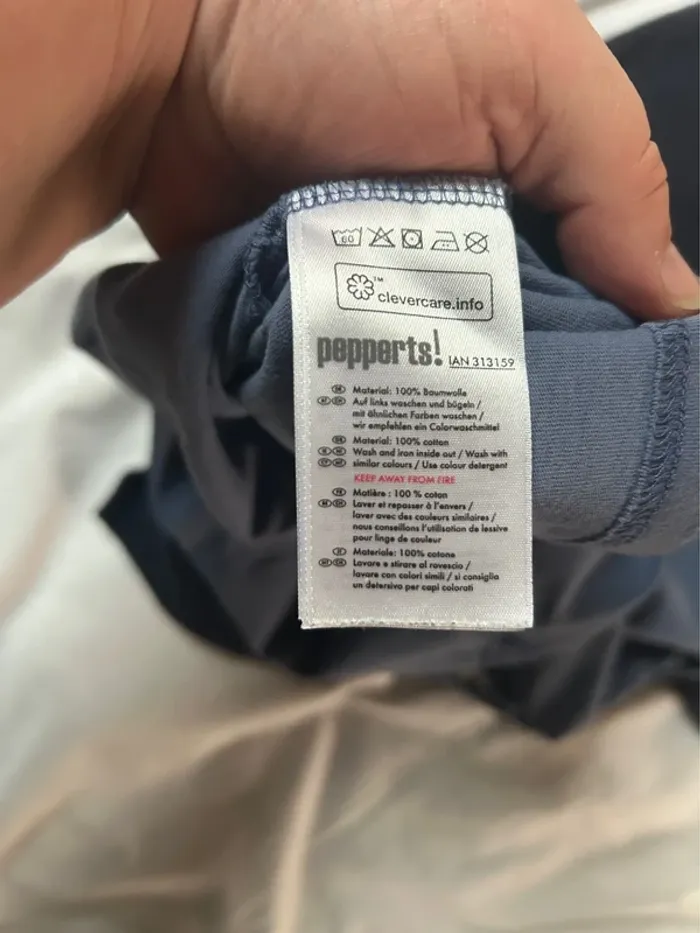 60
™ clevercare.info
pepperts! IAN 313159
Material: 100% Baumwolle
Auf links waschen und bügeln /
mit ähnlichen Farben waschen /
wir empfehlen ein Colorwaschmittel
Material: 100% cotton
Wash and iron inside out / Wash with
similar colours / Use colour detergent
KEEP AWAY FROM FIRE
Matière : 100 % coton
Laver et repasser à l'envers /
laver avec des couleurs similaires /
nous conseillons l'utilisation de lessive
pour linge de couleur
Materiale: 100% cotone
Lavare e stirare al rovescio /
lavare con colori simili / si consiglia
un detersivo per capi colorati